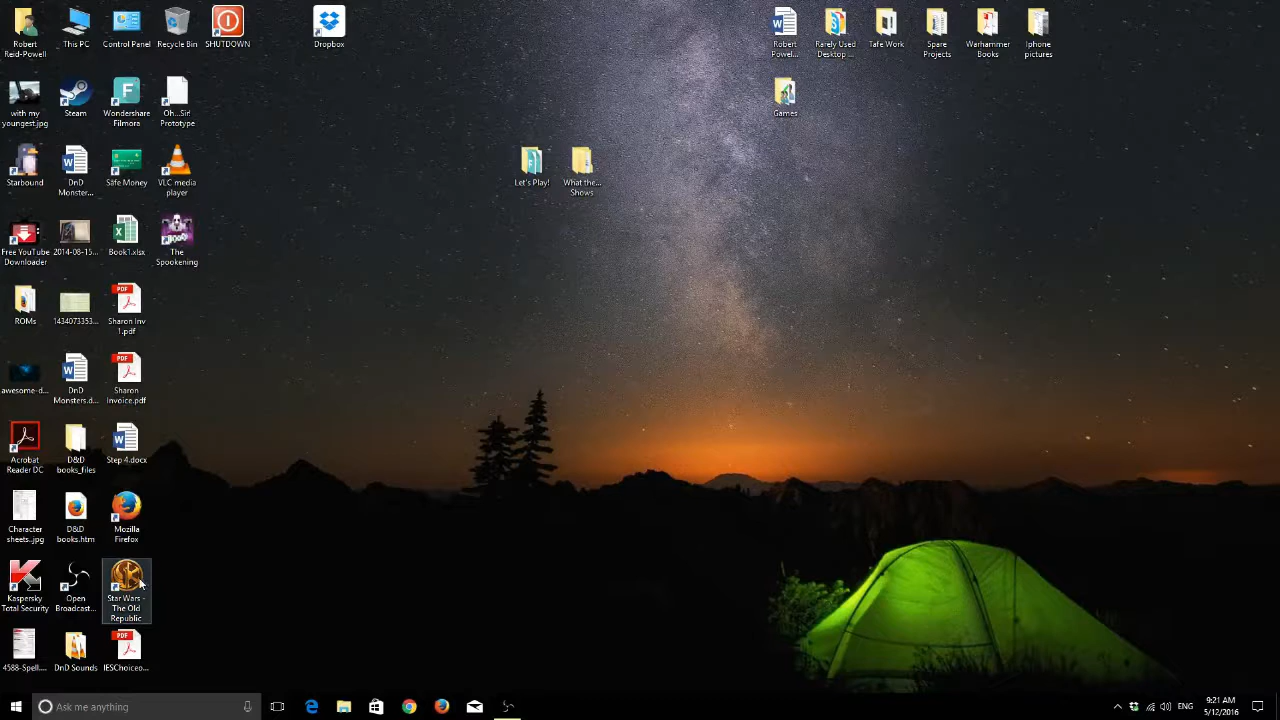 Robert
Reid-Powell
This PC
Control Panel
Recycle Bin
SHUTDOWN
Dropbox
Robert
Powel...
Rarely Used
Desktop ...
Tafe Work
Spare
Projects
Warhammer
Books
Iphone
pictures
with my
youngest.jpg
Steam
Wondershare
Filmora
Oh...Sir!
Prototype
Games
Starbound
DnD
Monster...
Safe Money
VLC media
player
Let's Play!
What the...
Shows
Free YouTube
Downloader
2014-08-15...
Book1.xlsx
The
Spookening
ROMs
1434073353...
PDF
Sharon Inv
1.pdf
awesome-d...
DnD
Monsters.d...
PDF
Sharon
Invoice.pdf
Acrobat
Reader DC
D&D
books_files
Step 4.docx
Character
sheets..jpg
D&D
books.htm
Mozilla
Firefox
Kaspersky
Total Security
Open
Broadcast...
Star Wars -
The Old
Republic
4588-Spell....
DnD Sounds
PDF
IESChoiceo...
Ask me anything
ENG
9:21 AM
5/12/2016